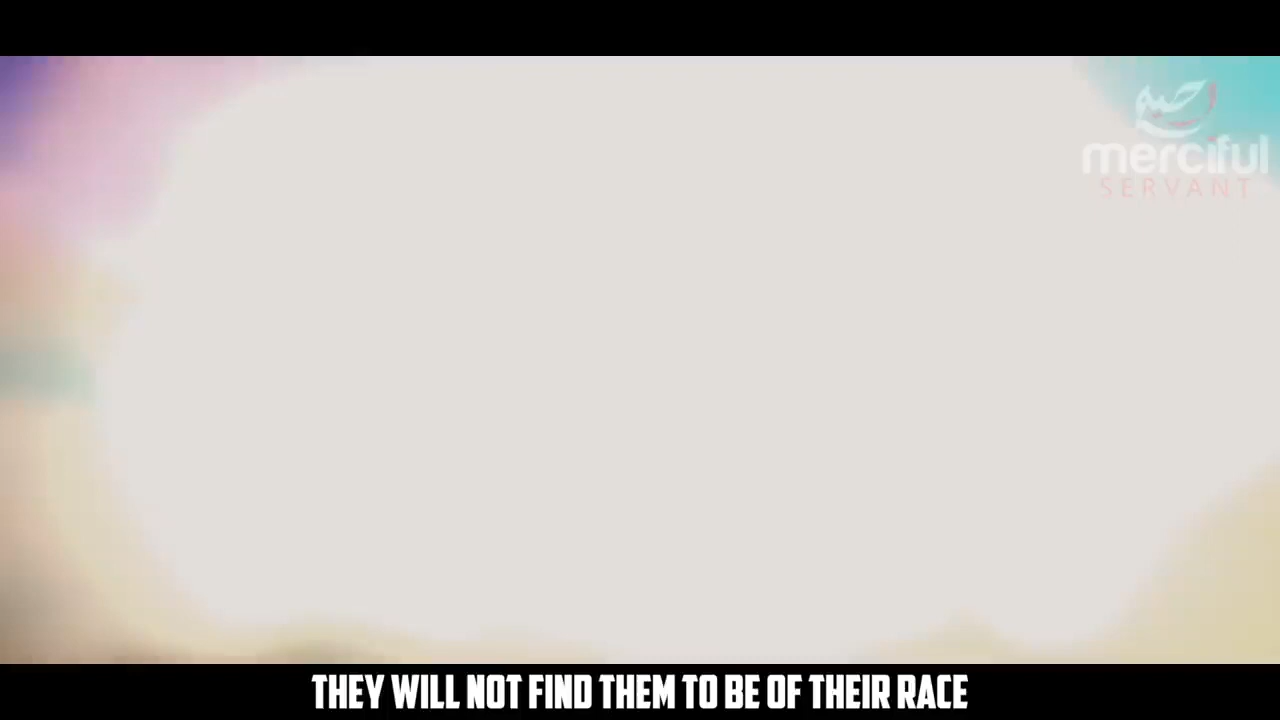 merciful
SERVANT
THEY WILL NOT FIND THEM TO BE OF THEIR RACE